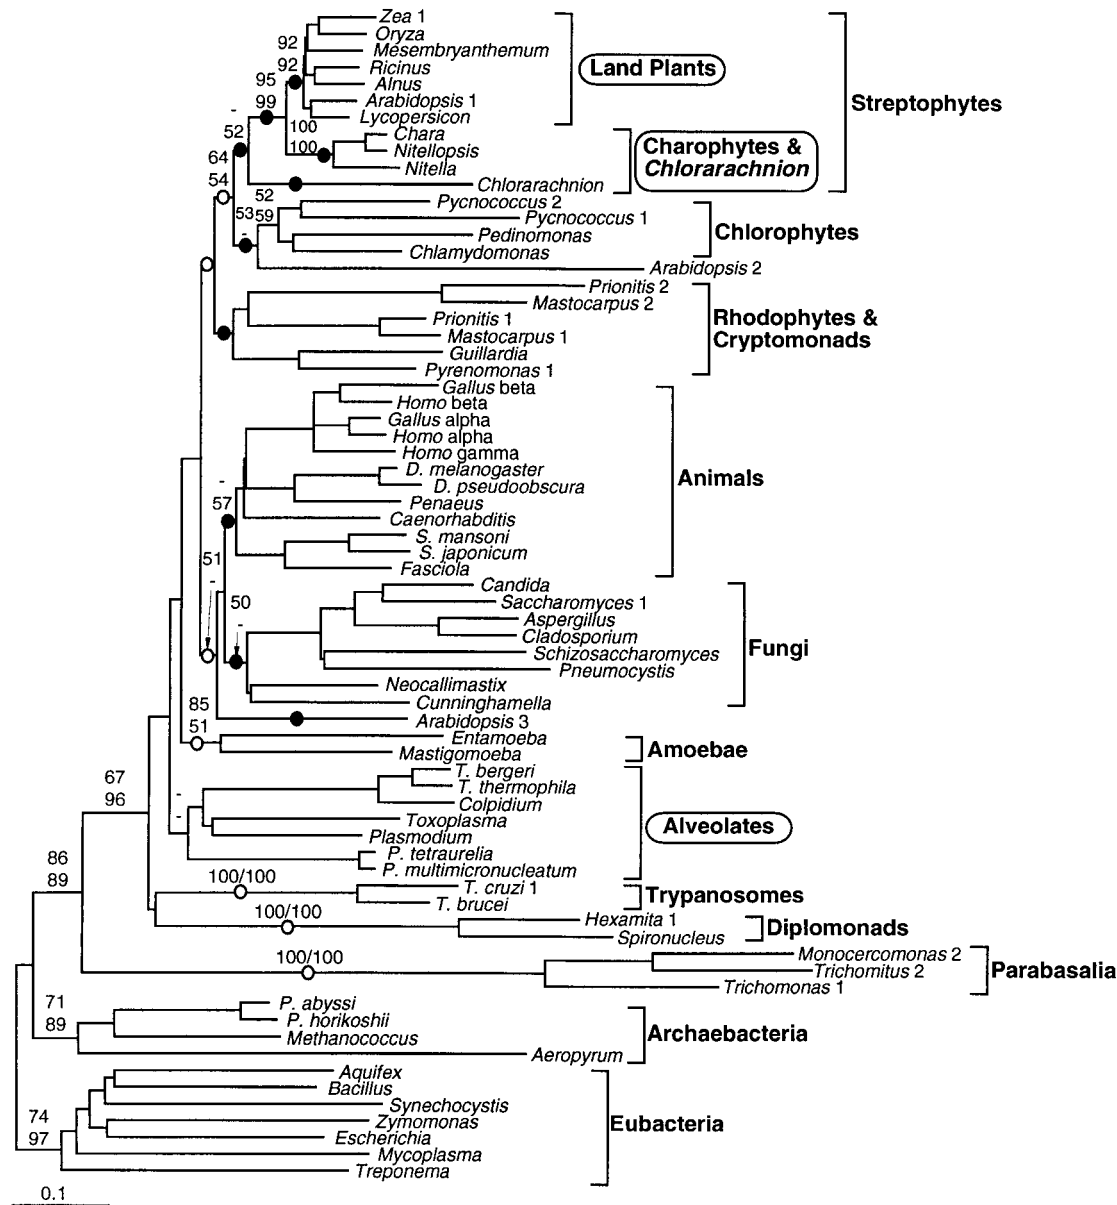 Zea 1
Oryza
92
Mesembryanthemum
Land Plants
92
Ricinus
95
Alnus
99
Arabidopsis 1
Streptophytes
-
100
Lycopersicon
52
Chara
100
Nitellopsis
Charophytes &
Chlorarachnion
64
Nitella
54
Chlorarachnion
52
Pycnococcus 2
53
59
Pycnococcus 1
-
Pedinomonas
Chlorophytes
Chlamydomonas
Arabidopsis 2
Prionitis 2
Mastocarpus 2
Prionitis 1
Rhodophytes &
Cryptomonads
Mastocarpus 1
Guillardia
Pyrenomonas 1
Gallus beta
Homo beta
Gallus alpha
Homo alpha
Homo gamma
D. melanogaster
Animals
-
D. pseudoobscura
57
Penaeus
Caenorhabditis
S. mansoni
S. japonicum
51
Fasciola
-
Candida
50
Saccharomyces 1
-
Aspergillus
Cladosporium
Fungi
Schizosaccharomyces
Pneumocystis
Neocallimastix
85
Cunninghamella
51
Arabidopsis 3
Entamoeba
Amoebae
Mastigomoeba
67
T. bergeri
96
T. thermophila
-
Colpidium
-
Toxoplasma
Alveolates
Plasmodium
86
P. tetraurelia
89
P. multimicronucleatum
100/100
T. cruzi 1
Trypanosomes
T. brucei
100/100
Hexamita 1
Diplomonads
Spironucleus
100/100
Monocercomonas 2
Trichomitus 2
Parabasalia
Trichomonas 1
71
P. abyssi
89
P. horikoshii
Methanococcus
Archaebacteria
Aeropyrum
Aquifex
Bacillus
Synechocystis
74
Zymomonas
Eubacteria
97
Escherichia
Mycoplasma
Treponema
0.1